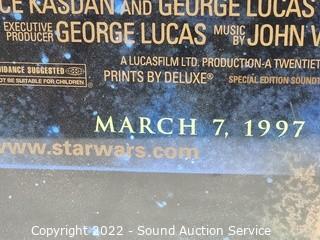 CE KASDAN AND GEORGE LUCAS
EXECUTIVE PRODUCER GEORGE LUCAS MUSIC BY JOHN W
A LUCASFILM LTD. PRODUCTION-A TWENTIETH
UIDANCE SUGGESTED
NOT BE SUITABLE FOR CHILDREN
PRINTS BY DELUXE® SPECIAL EDITION SOUNDT
MARCH 7, 1997
www.starwars.com
Copyright 2022 - Sound Auction Service